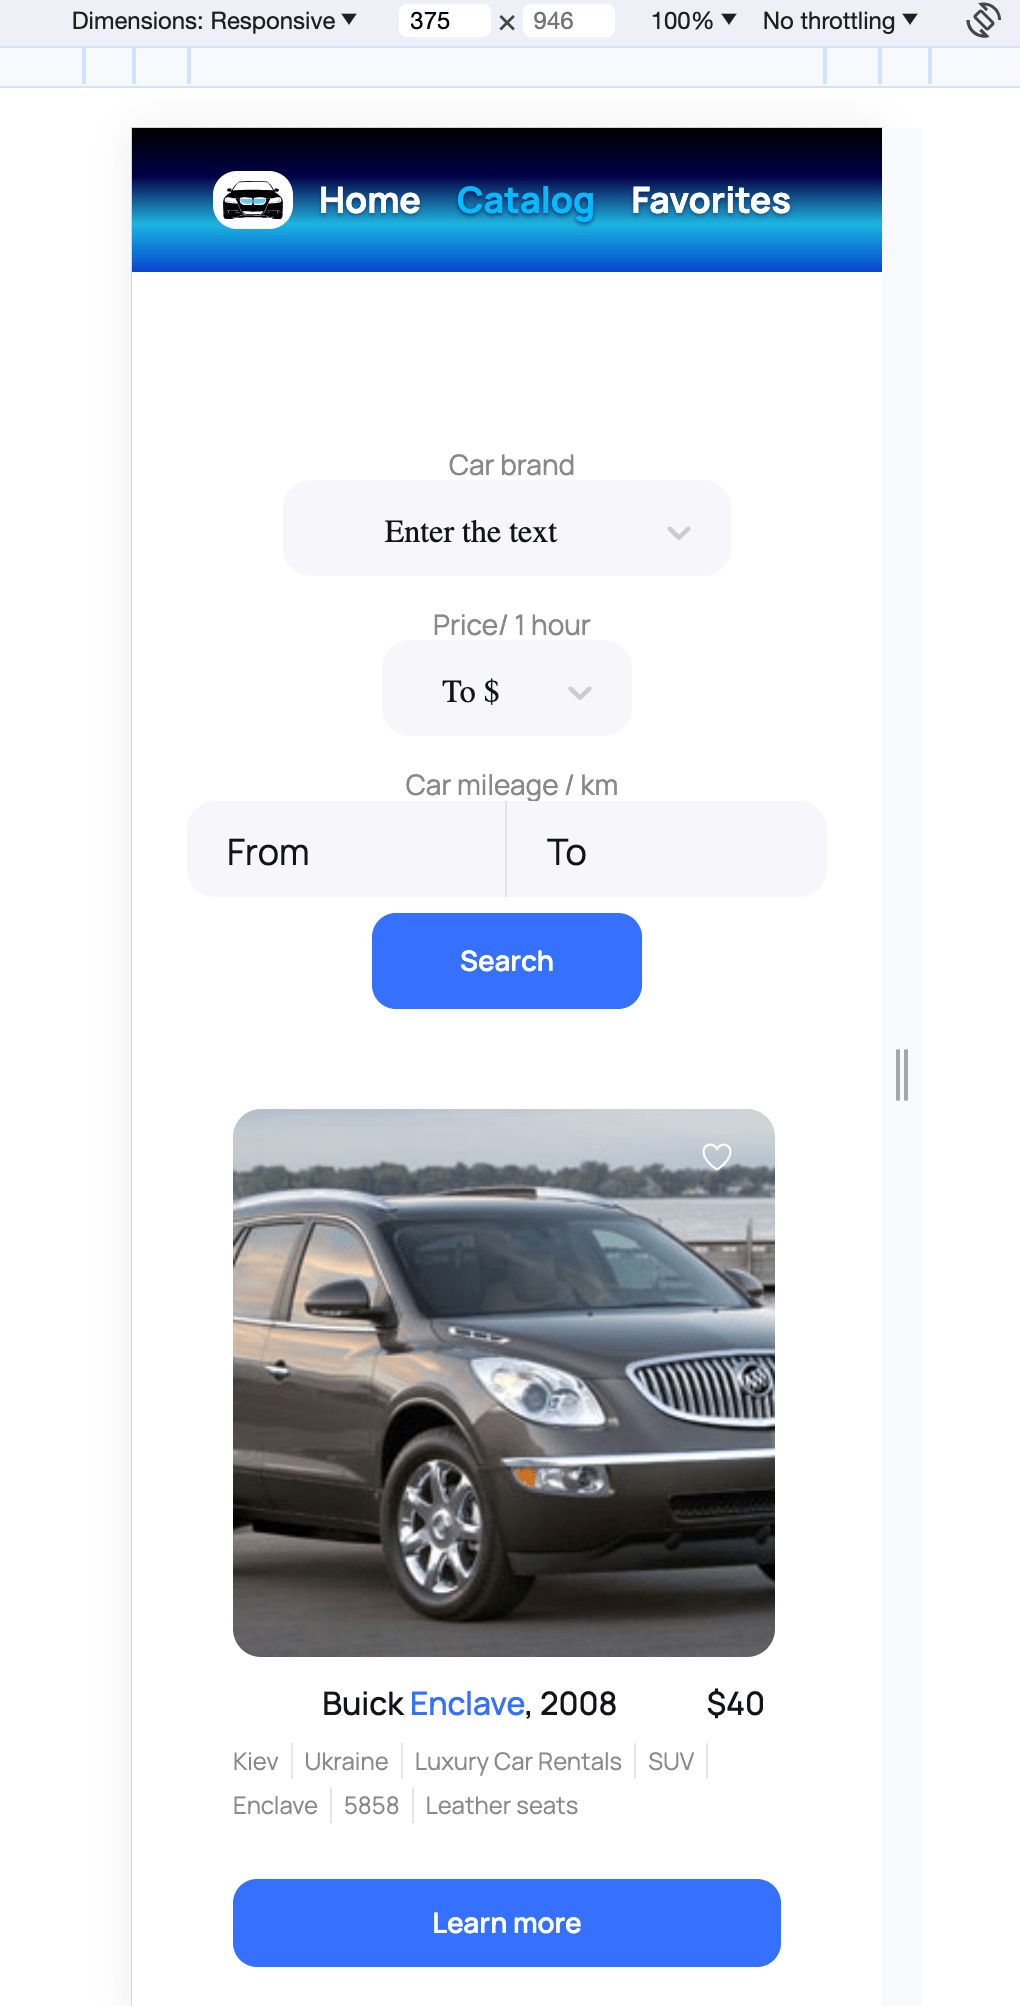 Dimensions: Responsive ▼ 375 × 946 100% ▼ No throttling ▼
Home Catalog Favorites
Car brand
Enter the text
Price/ 1 hour
To $
Car mileage / km
From To
Search
Buick Enclave, 2008 $40
Kiev Ukraine Luxury Car Rentals SUV
Enclave 5858 Leather seats
Learn more